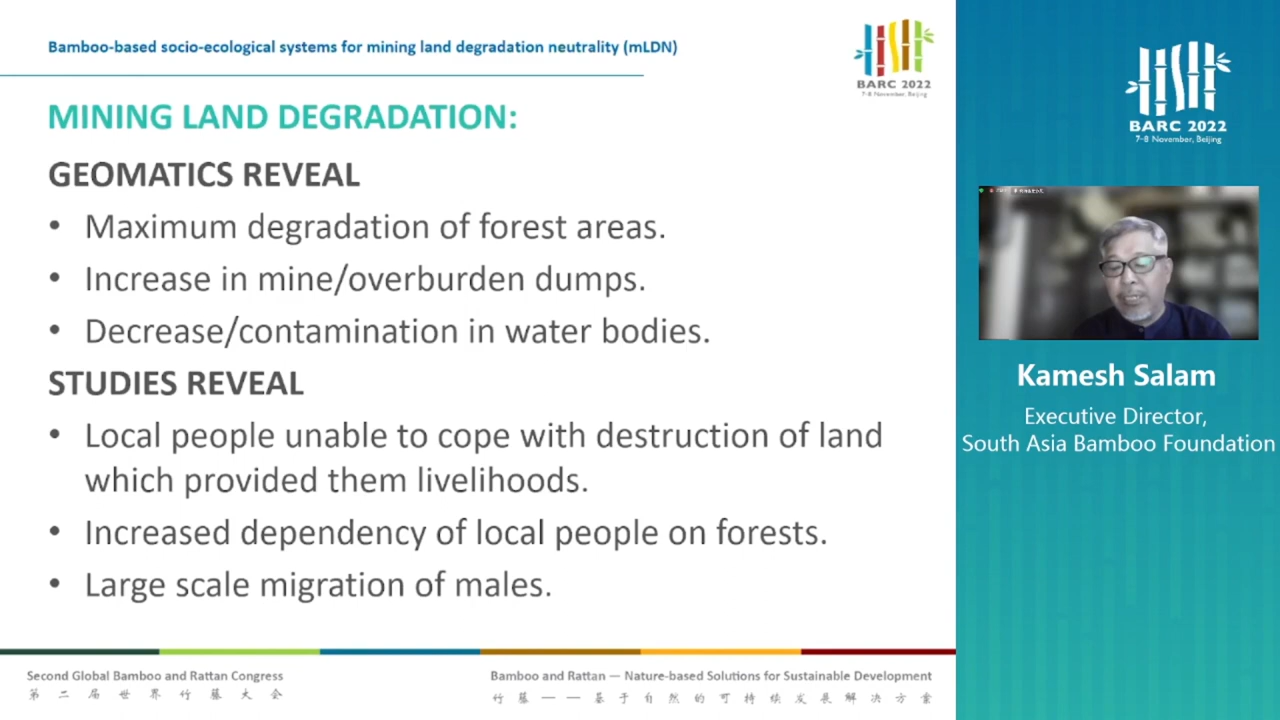 Bamboo-based socio-ecological systems for mining land degradation neutrality (mLDN)
BARC 2022
7-8 November, Beijing
MINING LAND DEGRADATION:
GEOMATICS REVEAL
• Maximum degradation of forest areas.
• Increase in mine/overburden dumps.
• Decrease/contamination in water bodies.
STUDIES REVEAL
• Local people unable to cope with destruction of land
which provided them livelihoods.
• Increased dependency of local people on forests.
• Large scale migration of males.
Second Global Bamboo and Rattan Congress
第二届世界竹藤大会
Bamboo and Rattan — Nature-based Solutions for Sustainable Development
竹藤——基于自然的可持续发展解决方案
BARC 2022
7-8 November, Beijing
Kamesh Salam
Executive Director,
South Asia Bamboo Foundation